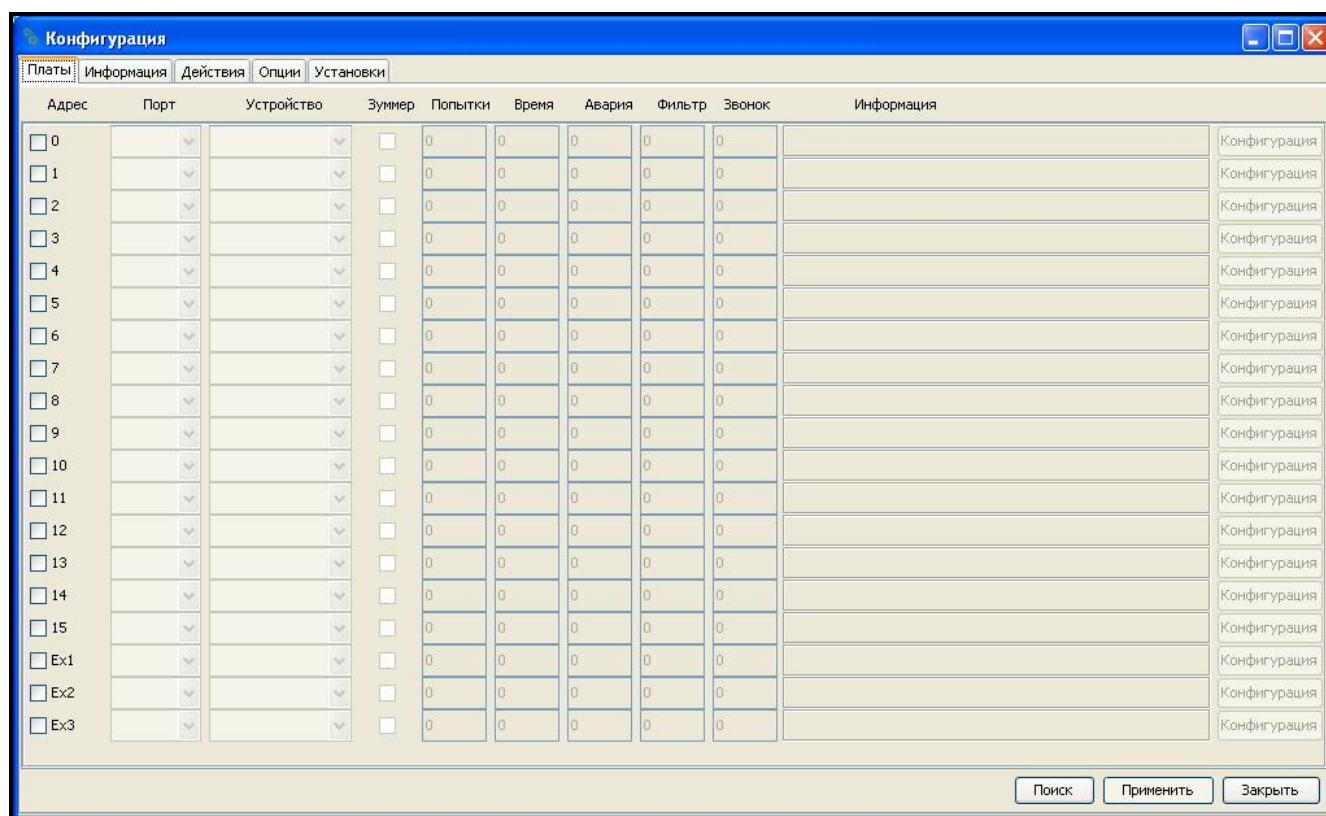 Конфигурация
Платы Информация Действия Опции Установки
Адрес Порт Устройство Зуммер Попытки Время Авария Фильтр Звонок Информация
0 0 0 0 0 0 Конфигурация
1 0 0 0 0 0 Конфигурация
2 0 0 0 0 0 Конфигурация
3 0 0 0 0 0 Конфигурация
4 0 0 0 0 0 Конфигурация
5 0 0 0 0 0 Конфигурация
6 0 0 0 0 0 Конфигурация
7 0 0 0 0 0 Конфигурация
8 0 0 0 0 0 Конфигурация
9 0 0 0 0 0 Конфигурация
10 0 0 0 0 0 Конфигурация
11 0 0 0 0 0 Конфигурация
12 0 0 0 0 0 Конфигурация
13 0 0 0 0 0 Конфигурация
14 0 0 0 0 0 Конфигурация
15 0 0 0 0 0 Конфигурация
Ex1 0 0 0 0 0 Конфигурация
Ex2 0 0 0 0 0 Конфигурация
Ex3 0 0 0 0 0 Конфигурация
Поиск Применить Закрыть